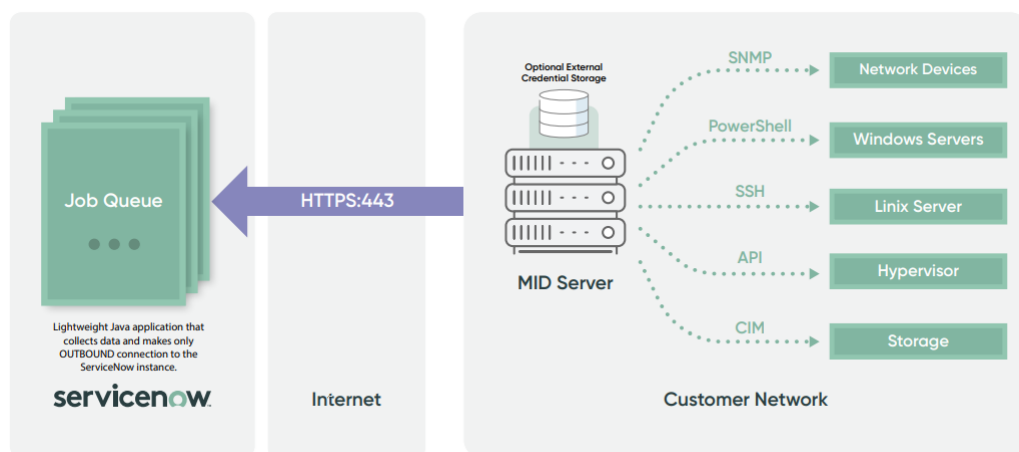 Job Queue
Lightweight Java application that
collects data and makes only
OUTBOUND connection to the
ServiceNow instance.
servicenow.
HTTPS:443
Internet
Optional External
Credential Storage
MID Server
SNMP
Network Devices
PowerShell
Windows Servers
SSH
Linix Server
API
Hypervisor
CIM
Storage
Customer Network